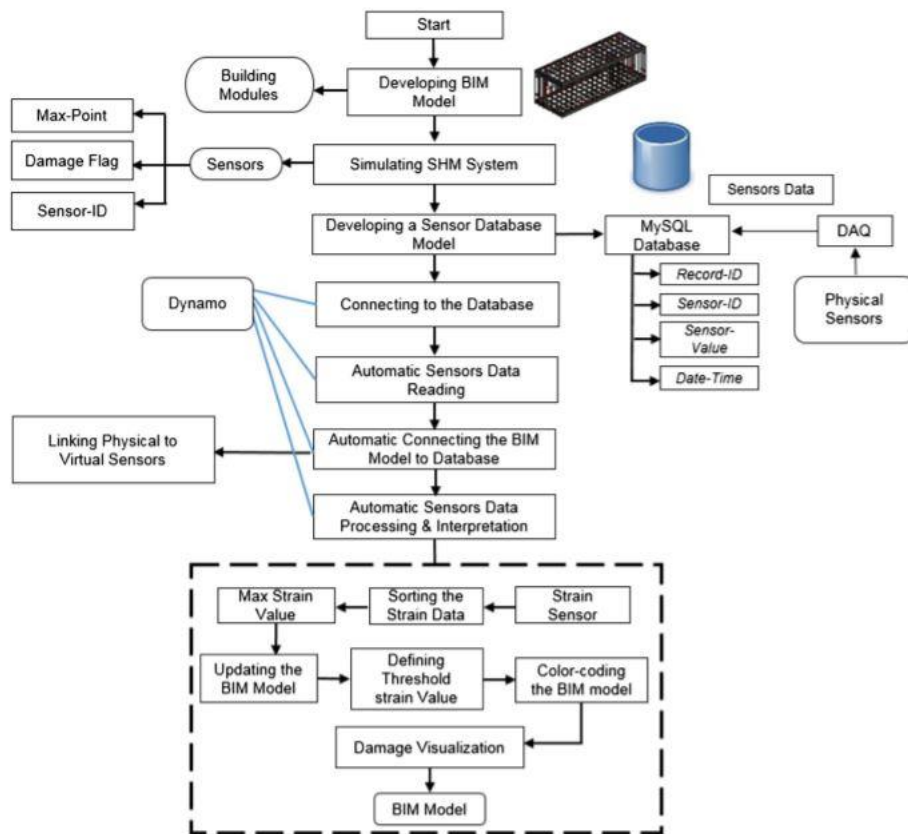 Start
Building
Modules
Developing BIM
Model
Max-Point
Damage Flag
Sensor-ID
Sensors
Simulating SHM System
Sensors Data
Developing a Sensor Database
Model
MySQL
Database
DAQ
Record-ID
Sensor-ID
Sensor-
Value
Date-Time
Physical
Sensors
Dynamo
Connecting to the Database
Automatic Sensors Data
Reading
Linking Physical to
Virtual Sensors
Automatic Connecting the BIM
Model to Database
Automatic Sensors Data
Processing & Interpretation
Max Strain
Value
Sorting the
Strain Data
Strain
Sensor
Updating the
BIM Model
Defining
Threshold
strain Value
Color-coding
the BIM model
Damage Visualization
BIM Model